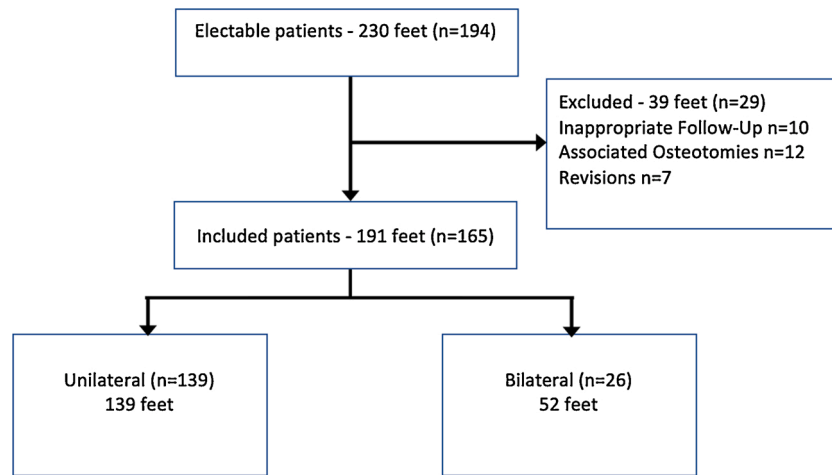 Electable patients - 230 feet (n=194)
Excluded - 39 feet (n=29)
Inappropriate Follow-Up n=10
Associated Osteotomies n=12
Revisions n=7
Included patients - 191 feet (n=165)
Unilateral (n=139)
139 feet
Bilateral (n=26)
52 feet